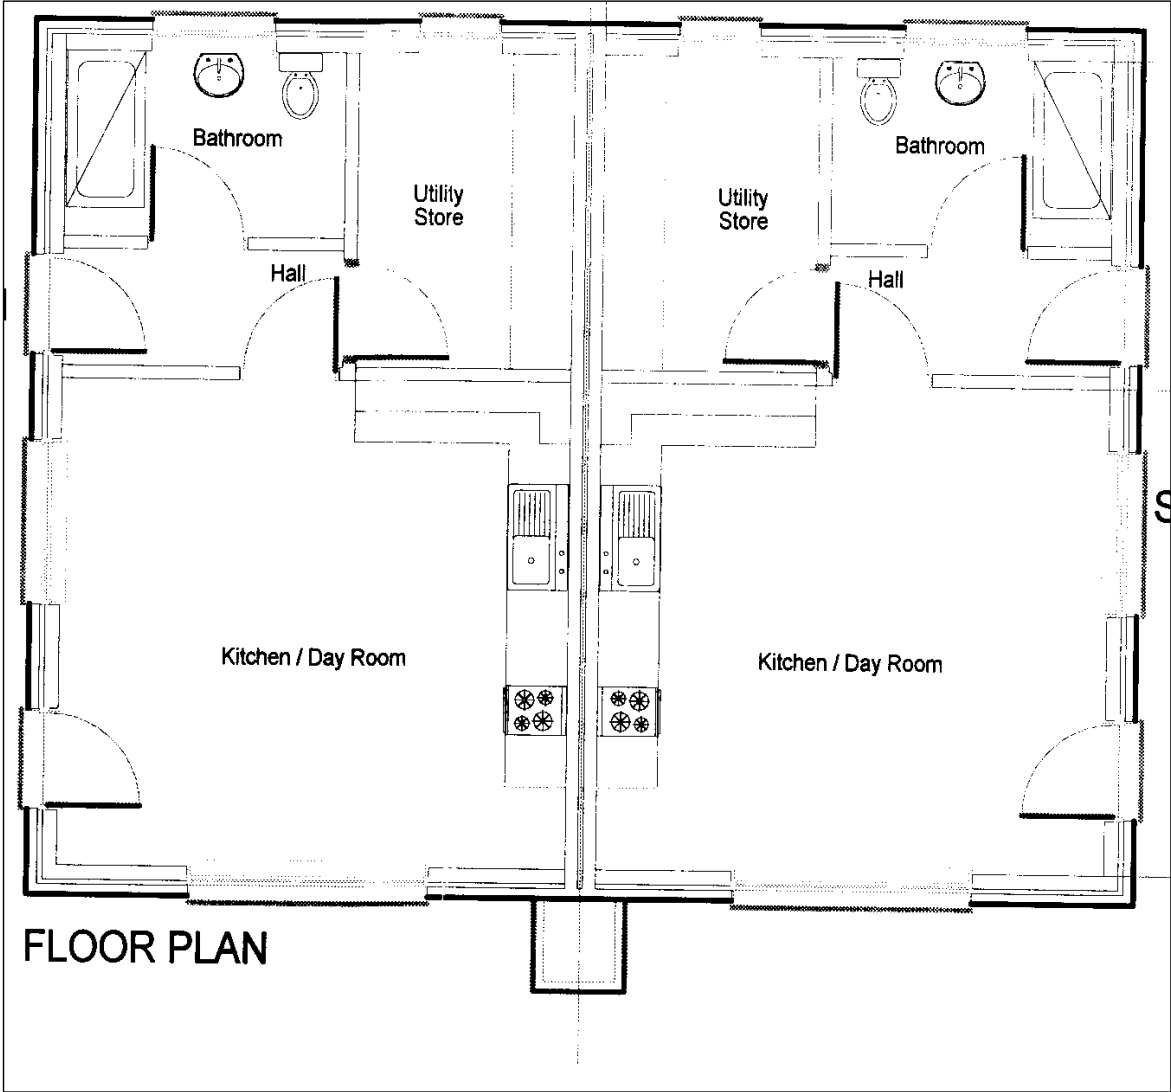 Bathroom
Bathroom
Utility
Store
Utility
Store
Hall
Hall
S
Kitchen / Day Room
Kitchen / Day Room
FLOOR PLAN